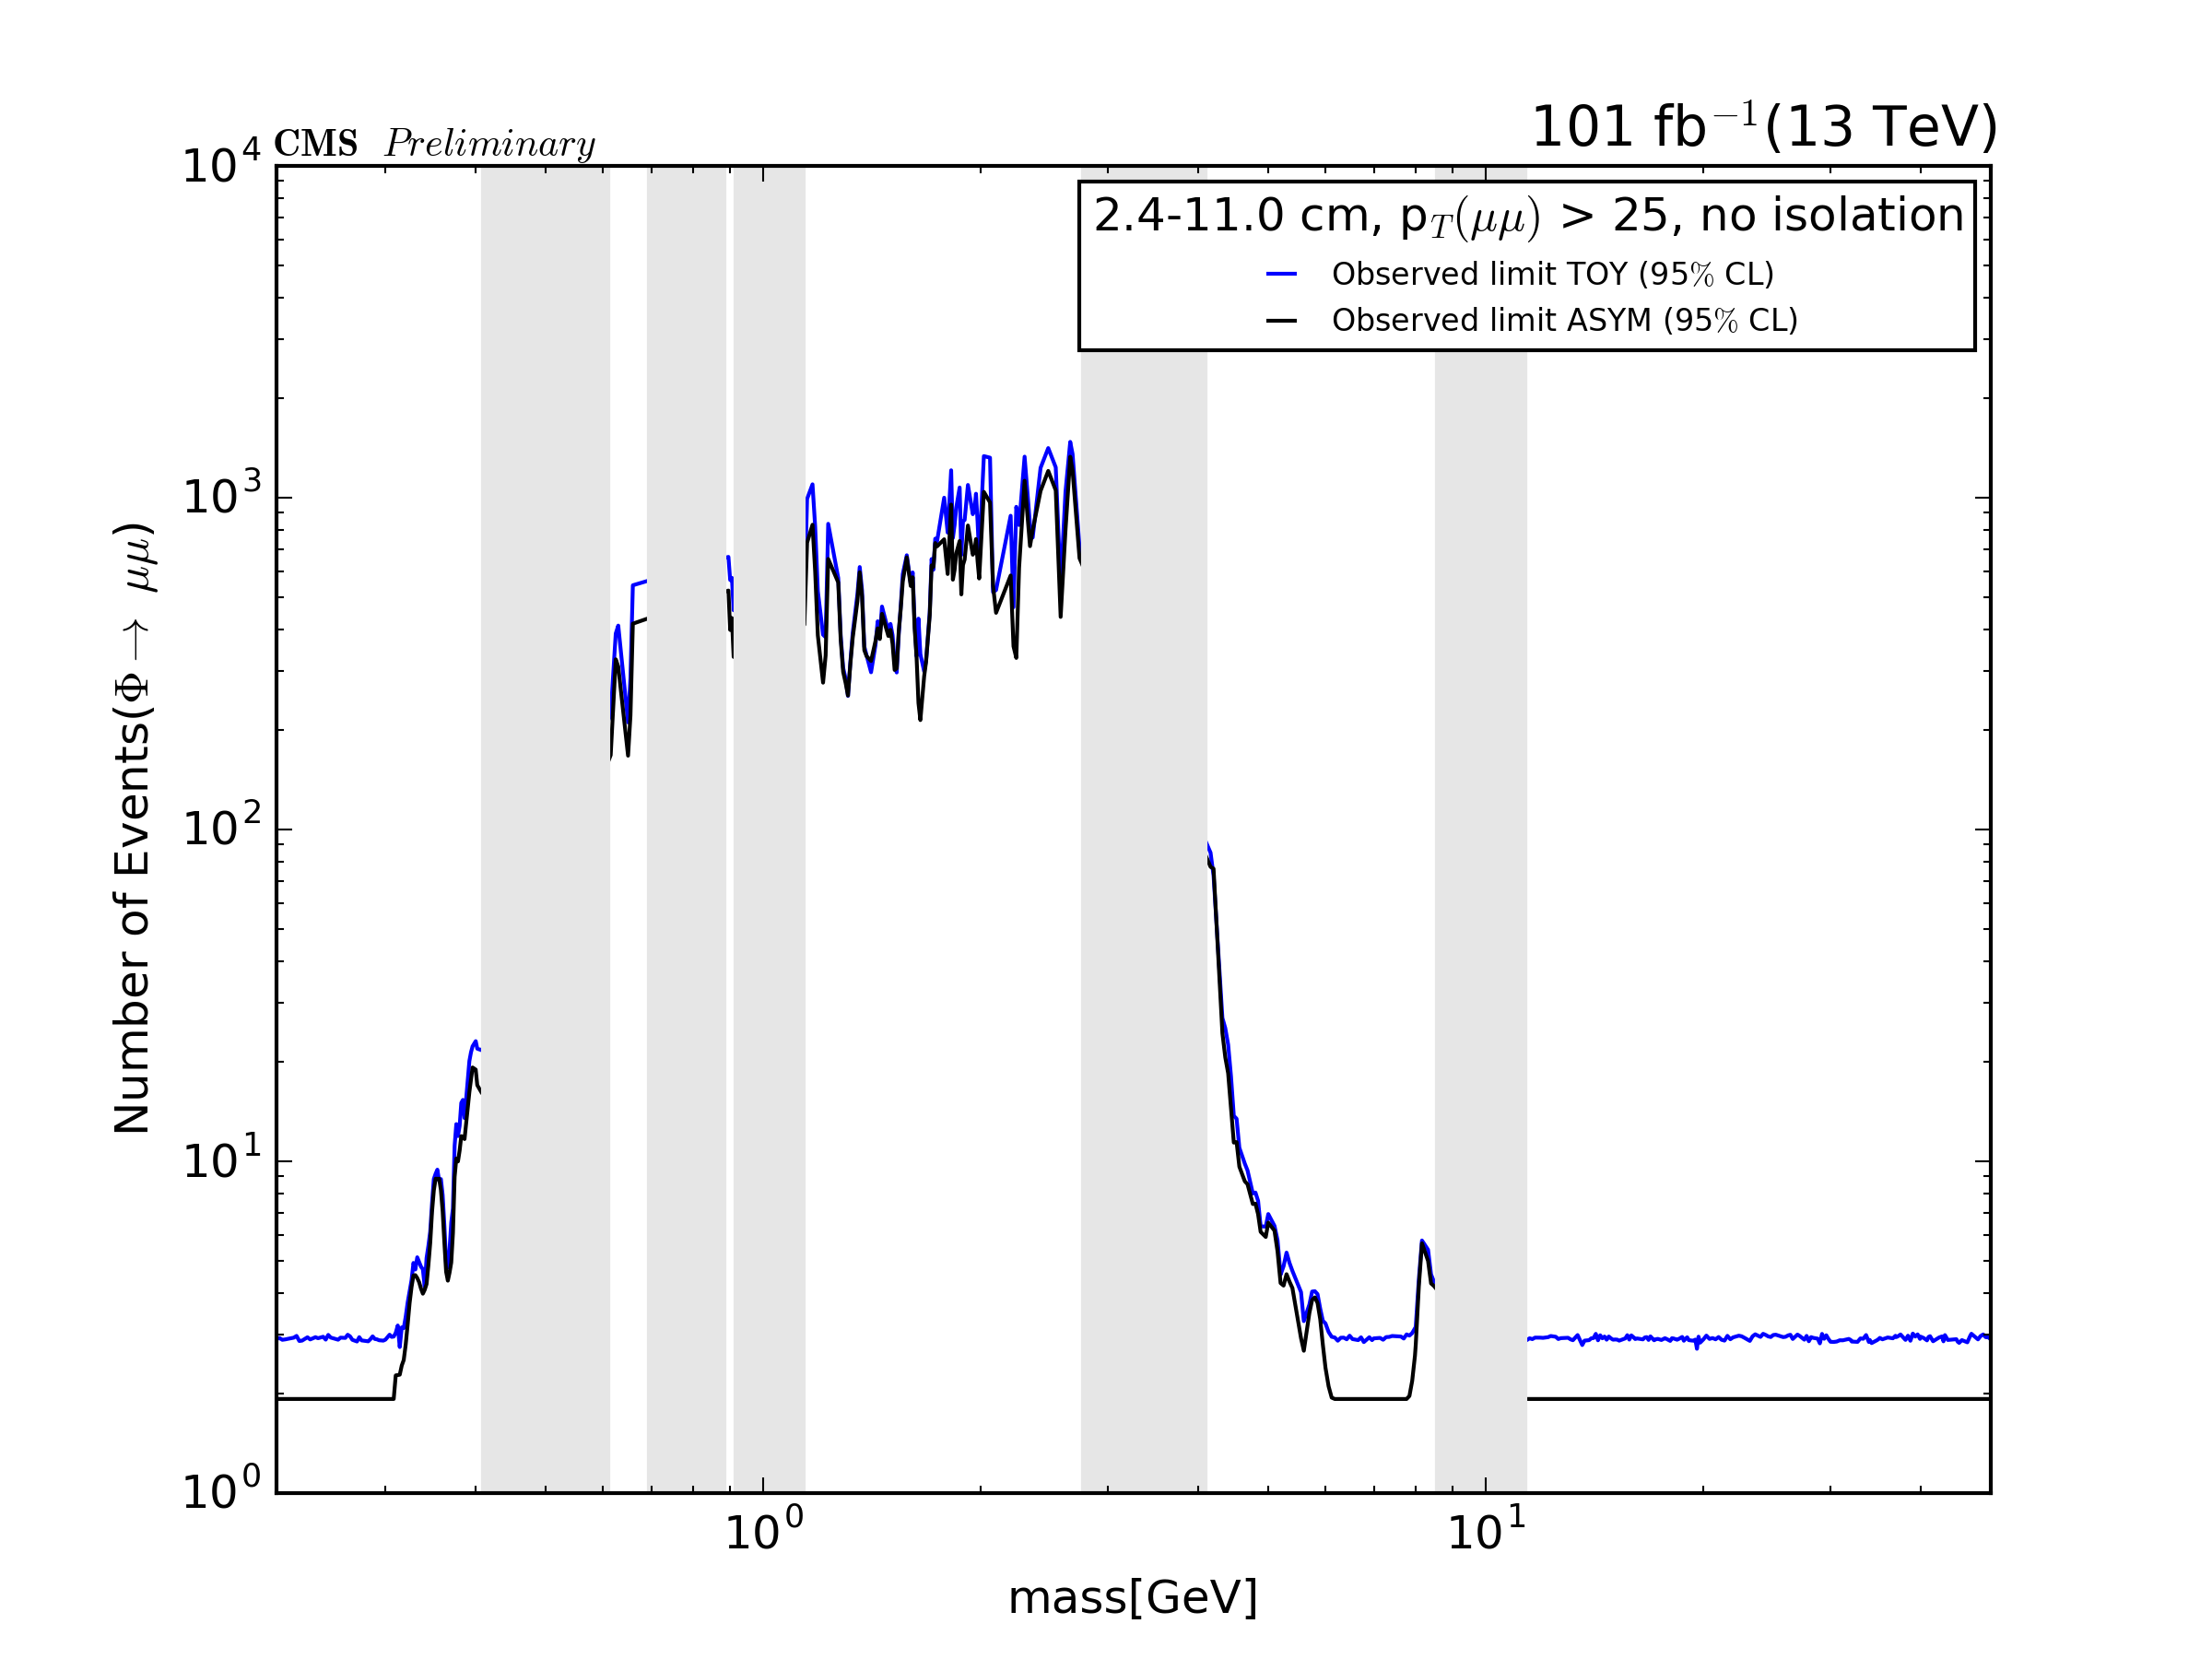 CMS Preliminary
101 fb⁻¹(13 TeV)
2.4-11.0 cm, p_T(μμ) > 25, no isolation
Observed limit TOY (95% CL)
Observed limit ASYM (95% CL)
Number of Events(Φ → μμ)
10⁴
10³
10²
10¹
10⁰
10⁰ 10¹
mass[GeV]